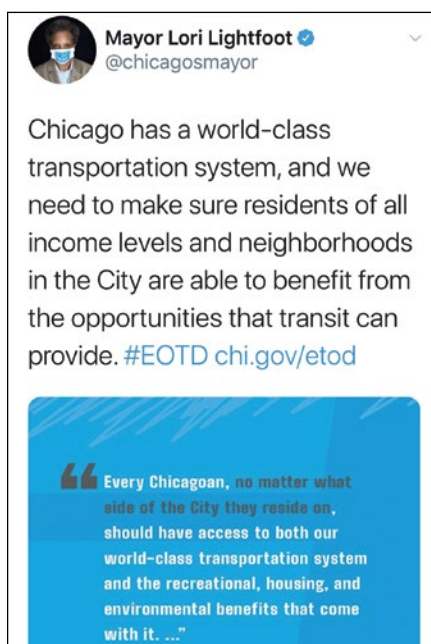 Mayor Lori Lightfoot
@chicagosmayor
Chicago has a world-class
transportation system, and we
need to make sure residents of all
income levels and neighborhoods
in the City are able to benefit from
the opportunities that transit can
provide. #EOTD chi.gov/etod
“Every Chicagoan, no matter what
side of the City they reside on,
should have access to both our
world-class transportation system
and the recreational, housing, and
environmental benefits that come
with it. ..."